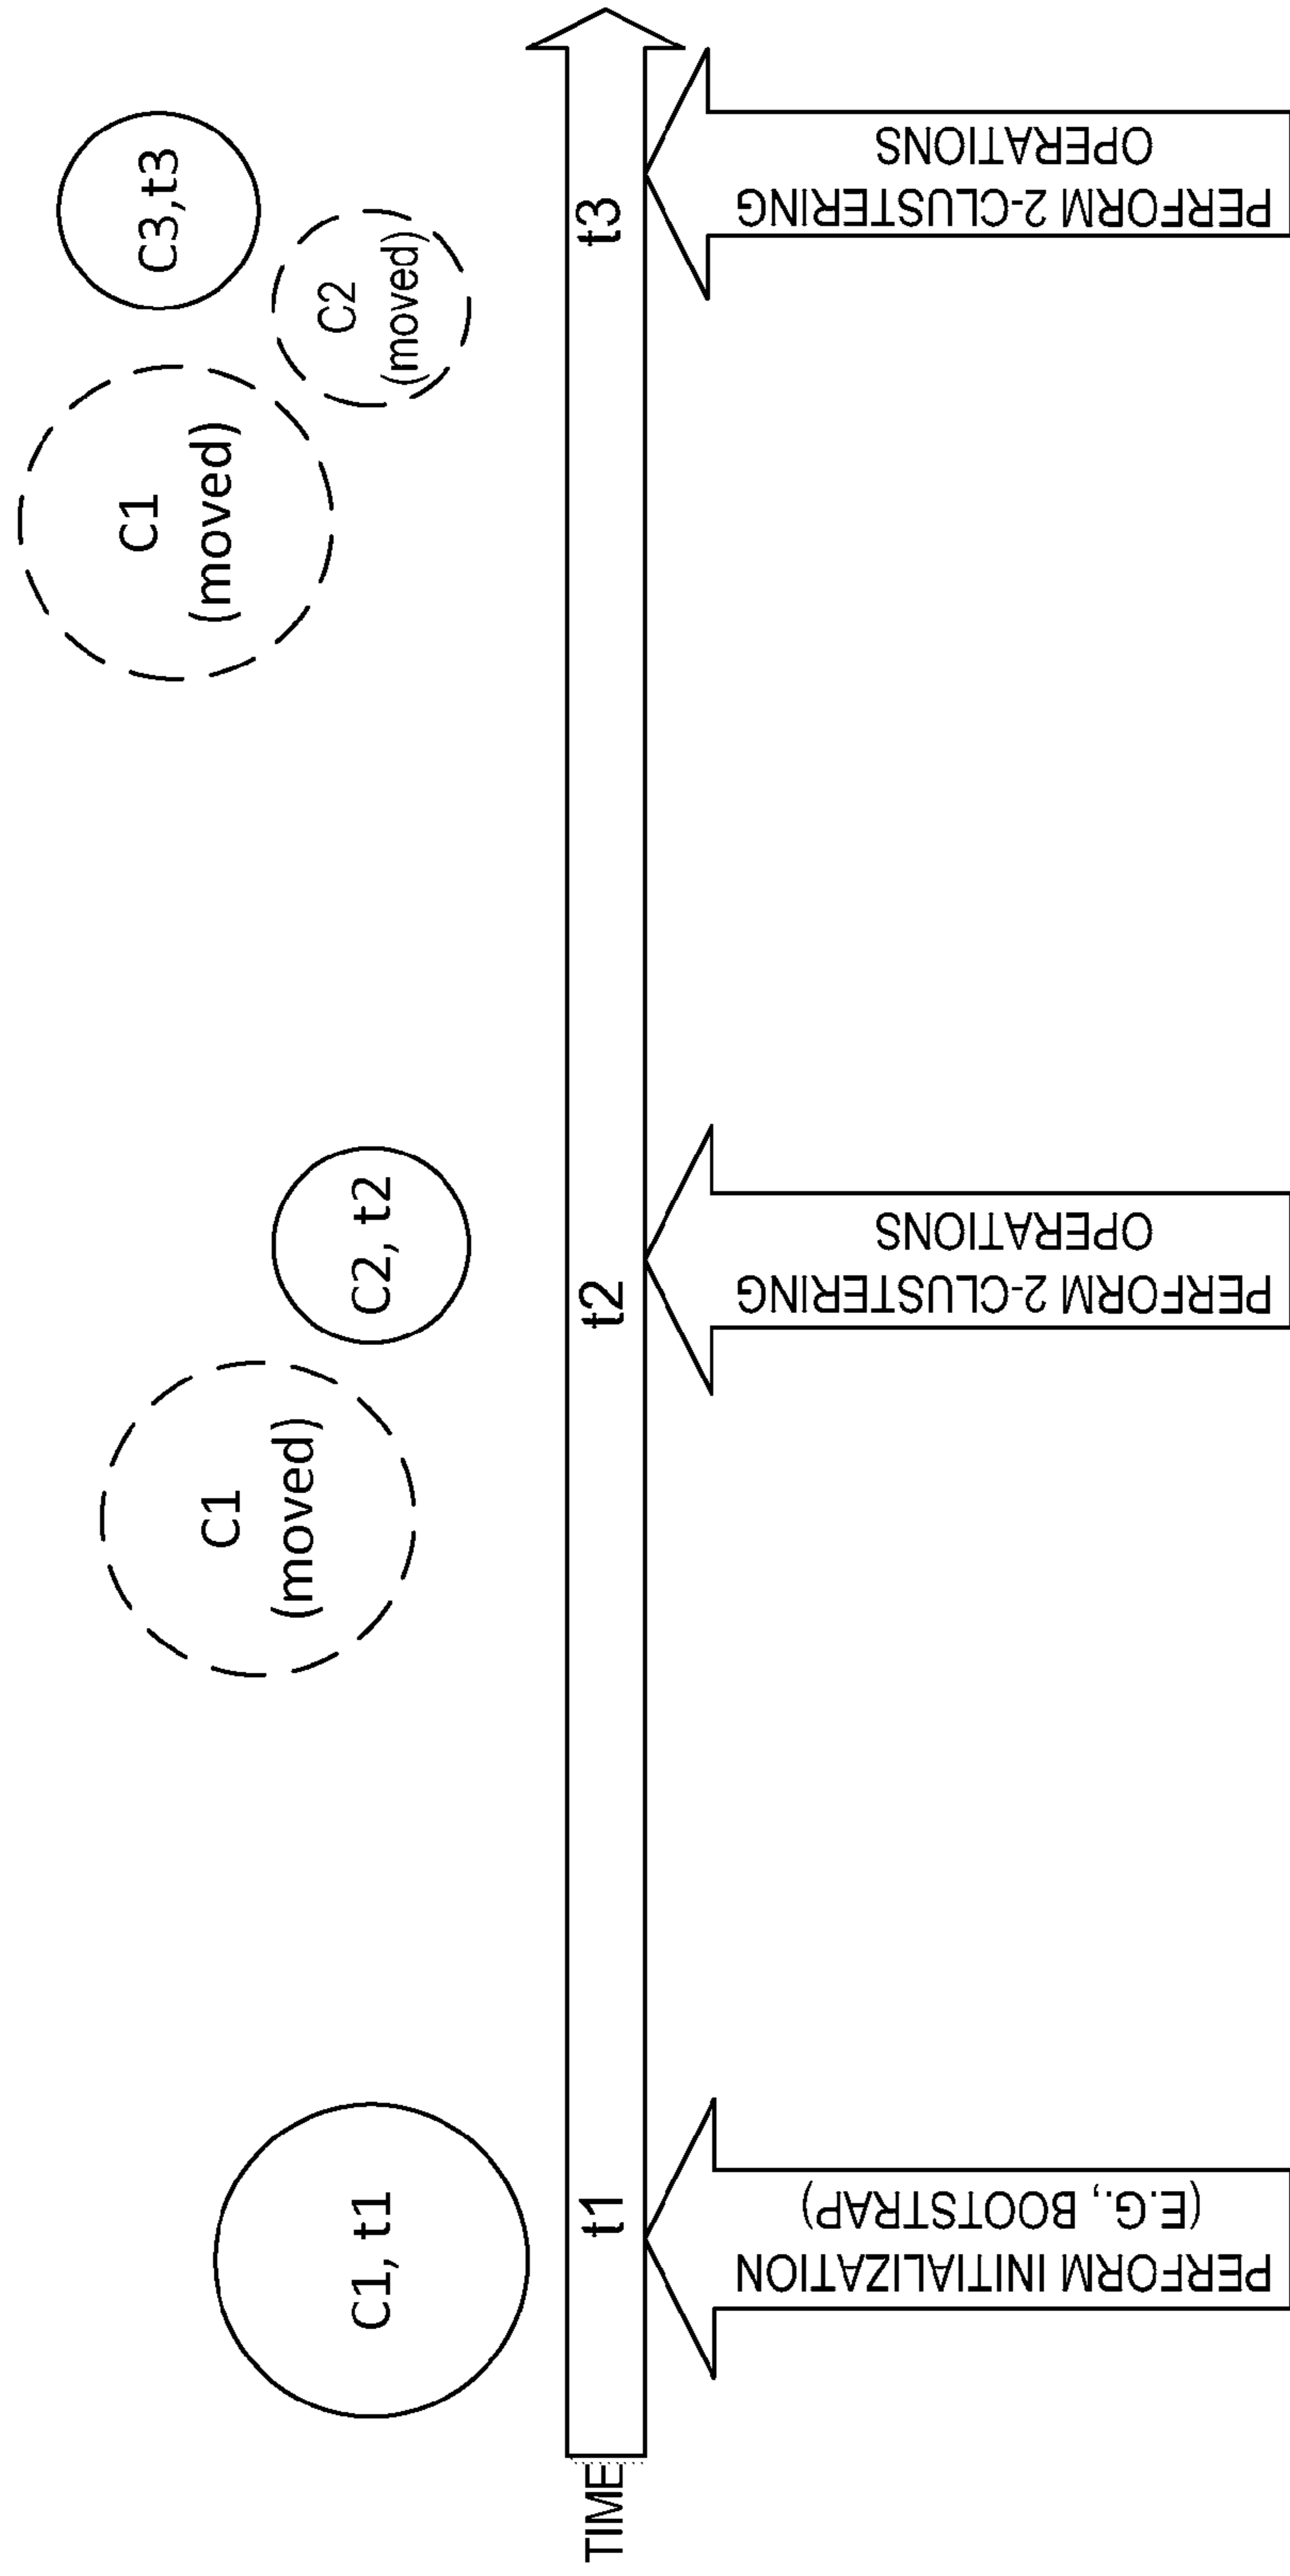 C1, t1
C1
(moved)
C2, t2
C1
(moved)
C2
(moved)
C3,t3
TIME
t1
t2
t3
PERFORM INITIALIZATION
(E.G., BOOTSTRAP)
PERFORM 2-CLUSTERING
OPERATIONS
PERFORM 2-CLUSTERING
OPERATIONS